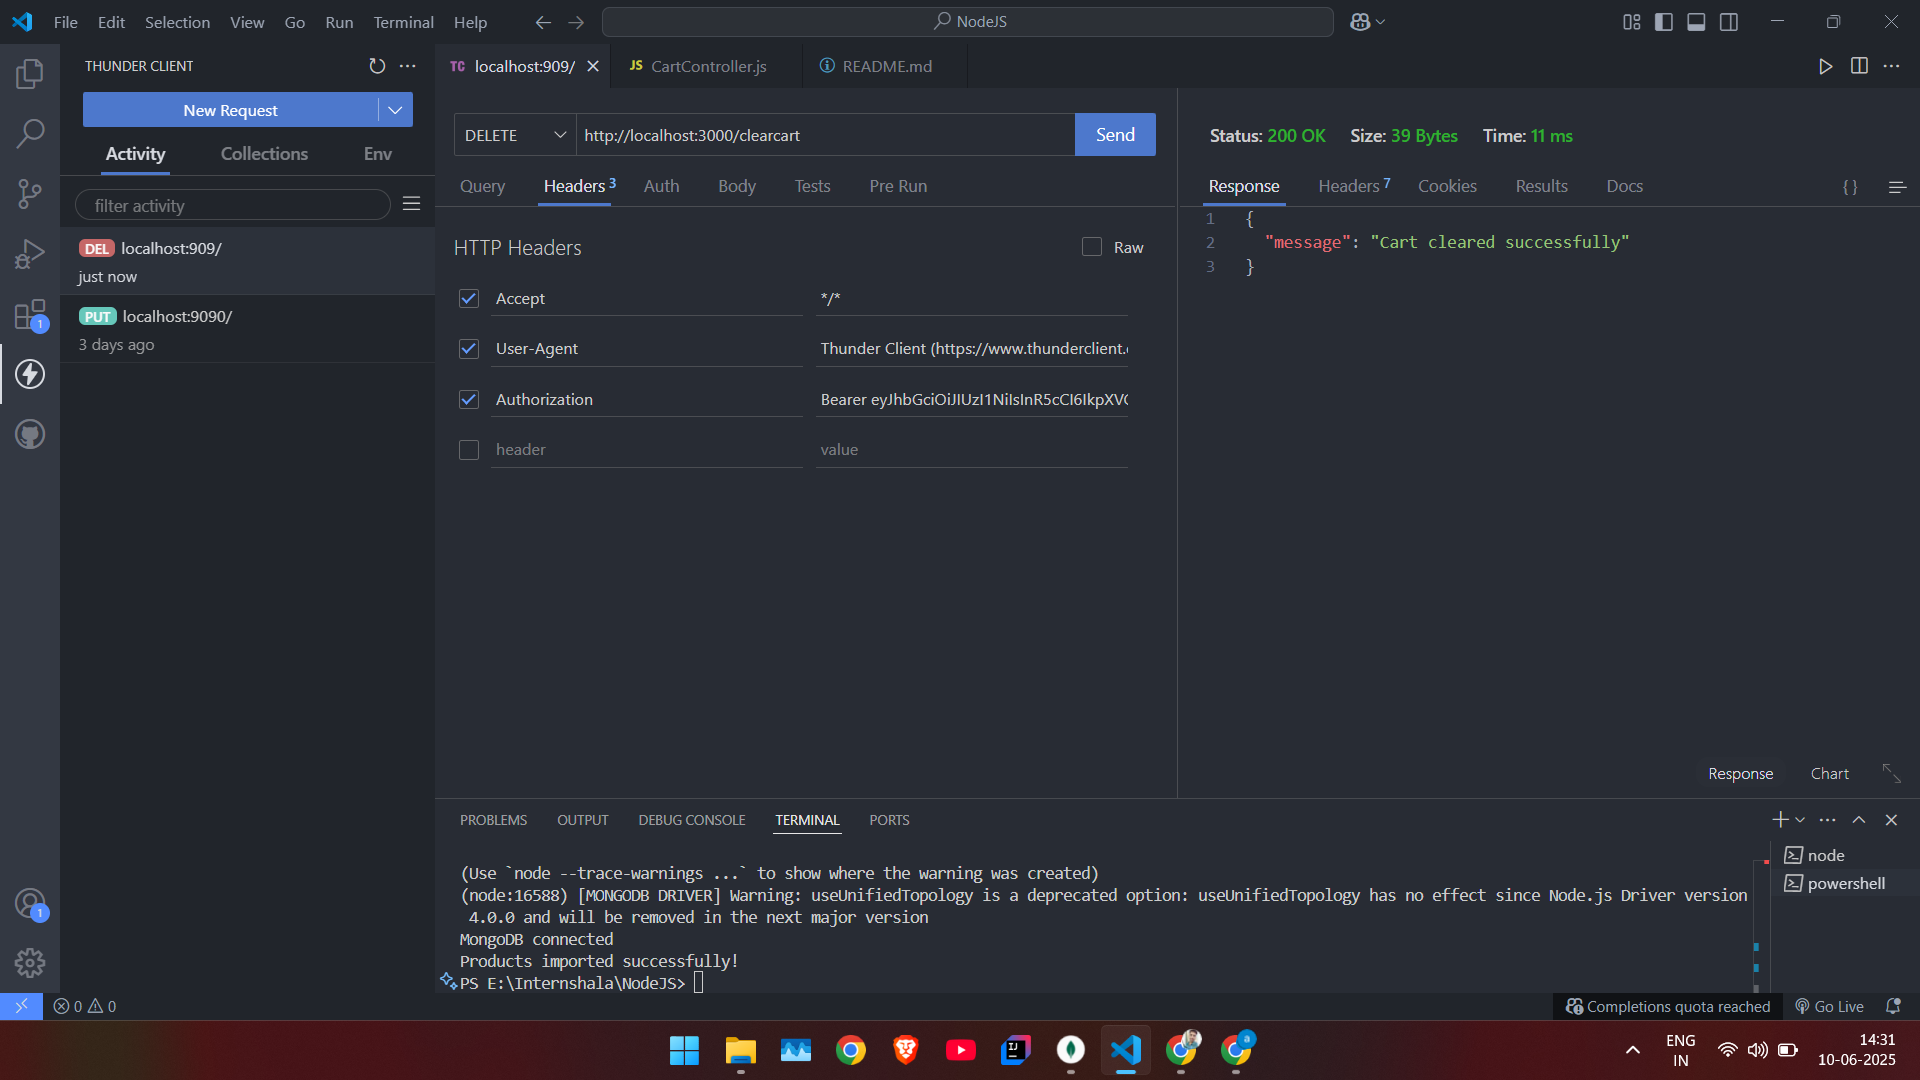 File Edit Selection View Go Run Terminal Help
NodeJS
THUNDER CLIENT
New Request
Activity Collections Env
filter activity
DEL localhost:909/
just now
PUT localhost:9090/
3 days ago
TC localhost:909/
JS CartController.js
README.md
DELETE http://localhost:3000/clearcart Send
Query Headers 3 Auth Body Tests Pre Run
HTTP Headers Raw
Accept */*
User-Agent Thunder Client (https://www.thunderclient.
Authorization Bearer eyJhbGciOiJIUzI1NiIsInR5cCI6IkpXV
header value
Status: 200 OK Size: 39 Bytes Time: 11 ms
Response Headers 7 Cookies Results Docs {}
1 {
2 "message": "Cart cleared successfully"
3 }
Response Chart
PROBLEMS OUTPUT DEBUG CONSOLE TERMINAL PORTS
(Use `node --trace-warnings ...` to show where the warning was created)
(node:16588) [MONGODB DRIVER] Warning: useUnifiedTopology is a deprecated option: useUnifiedTopology has no effect since Node.js Driver version
4.0.0 and will be removed in the next major version
MongoDB connected
Products imported successfully!
PS E:\Internshala\NodeJS>
node
powershell
1
1
0 0
Completions quota reached
Go Live
IJ
a
ENG
IN
14:31
10-06-2025